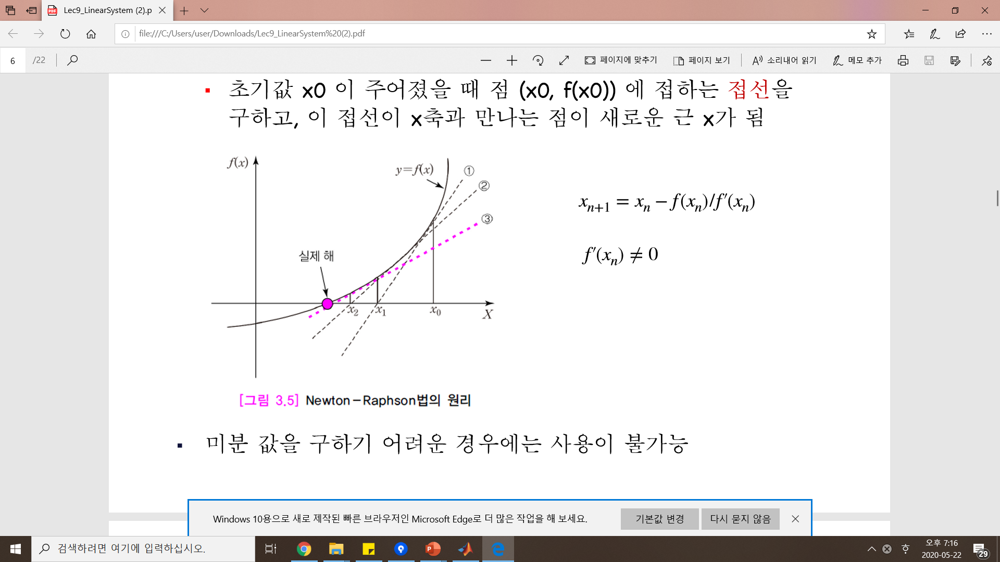 Lec9_LinearSystem (2).p
file:///C:/Users/user/Downloads/Lec9_LinearSystem%20(2).pdf
6 /22 페이지에 맞추기 페이지 보기 소리내어 읽기 메모 추가
초기값 x0 이 주어졌을 때 점 (x0, f(x0)) 에 접하는 접선을
구하고, 이 접선이 x축과 만나는 점이 새로운 근 x가 됨
f(x)
y=f(x)
①
②
③
실제 해
x₂ x₁ x₀ X
xₙ₊₁ = xₙ − f(xₙ)/f′(xₙ)
f′(xₙ) ≠ 0
[그림 3.5] Newton−Raphson법의 원리
미분 값을 구하기 어려운 경우에는 사용이 불가능
Windows 10용으로 새로 제작된 빠른 브라우저인 Microsoft Edge로 더 많은 작업을 해 보세요. 기본값 변경 다시 묻지 않음
검색하려면 여기에 입력하십시오.
오후 7:16
2020-05-22
29